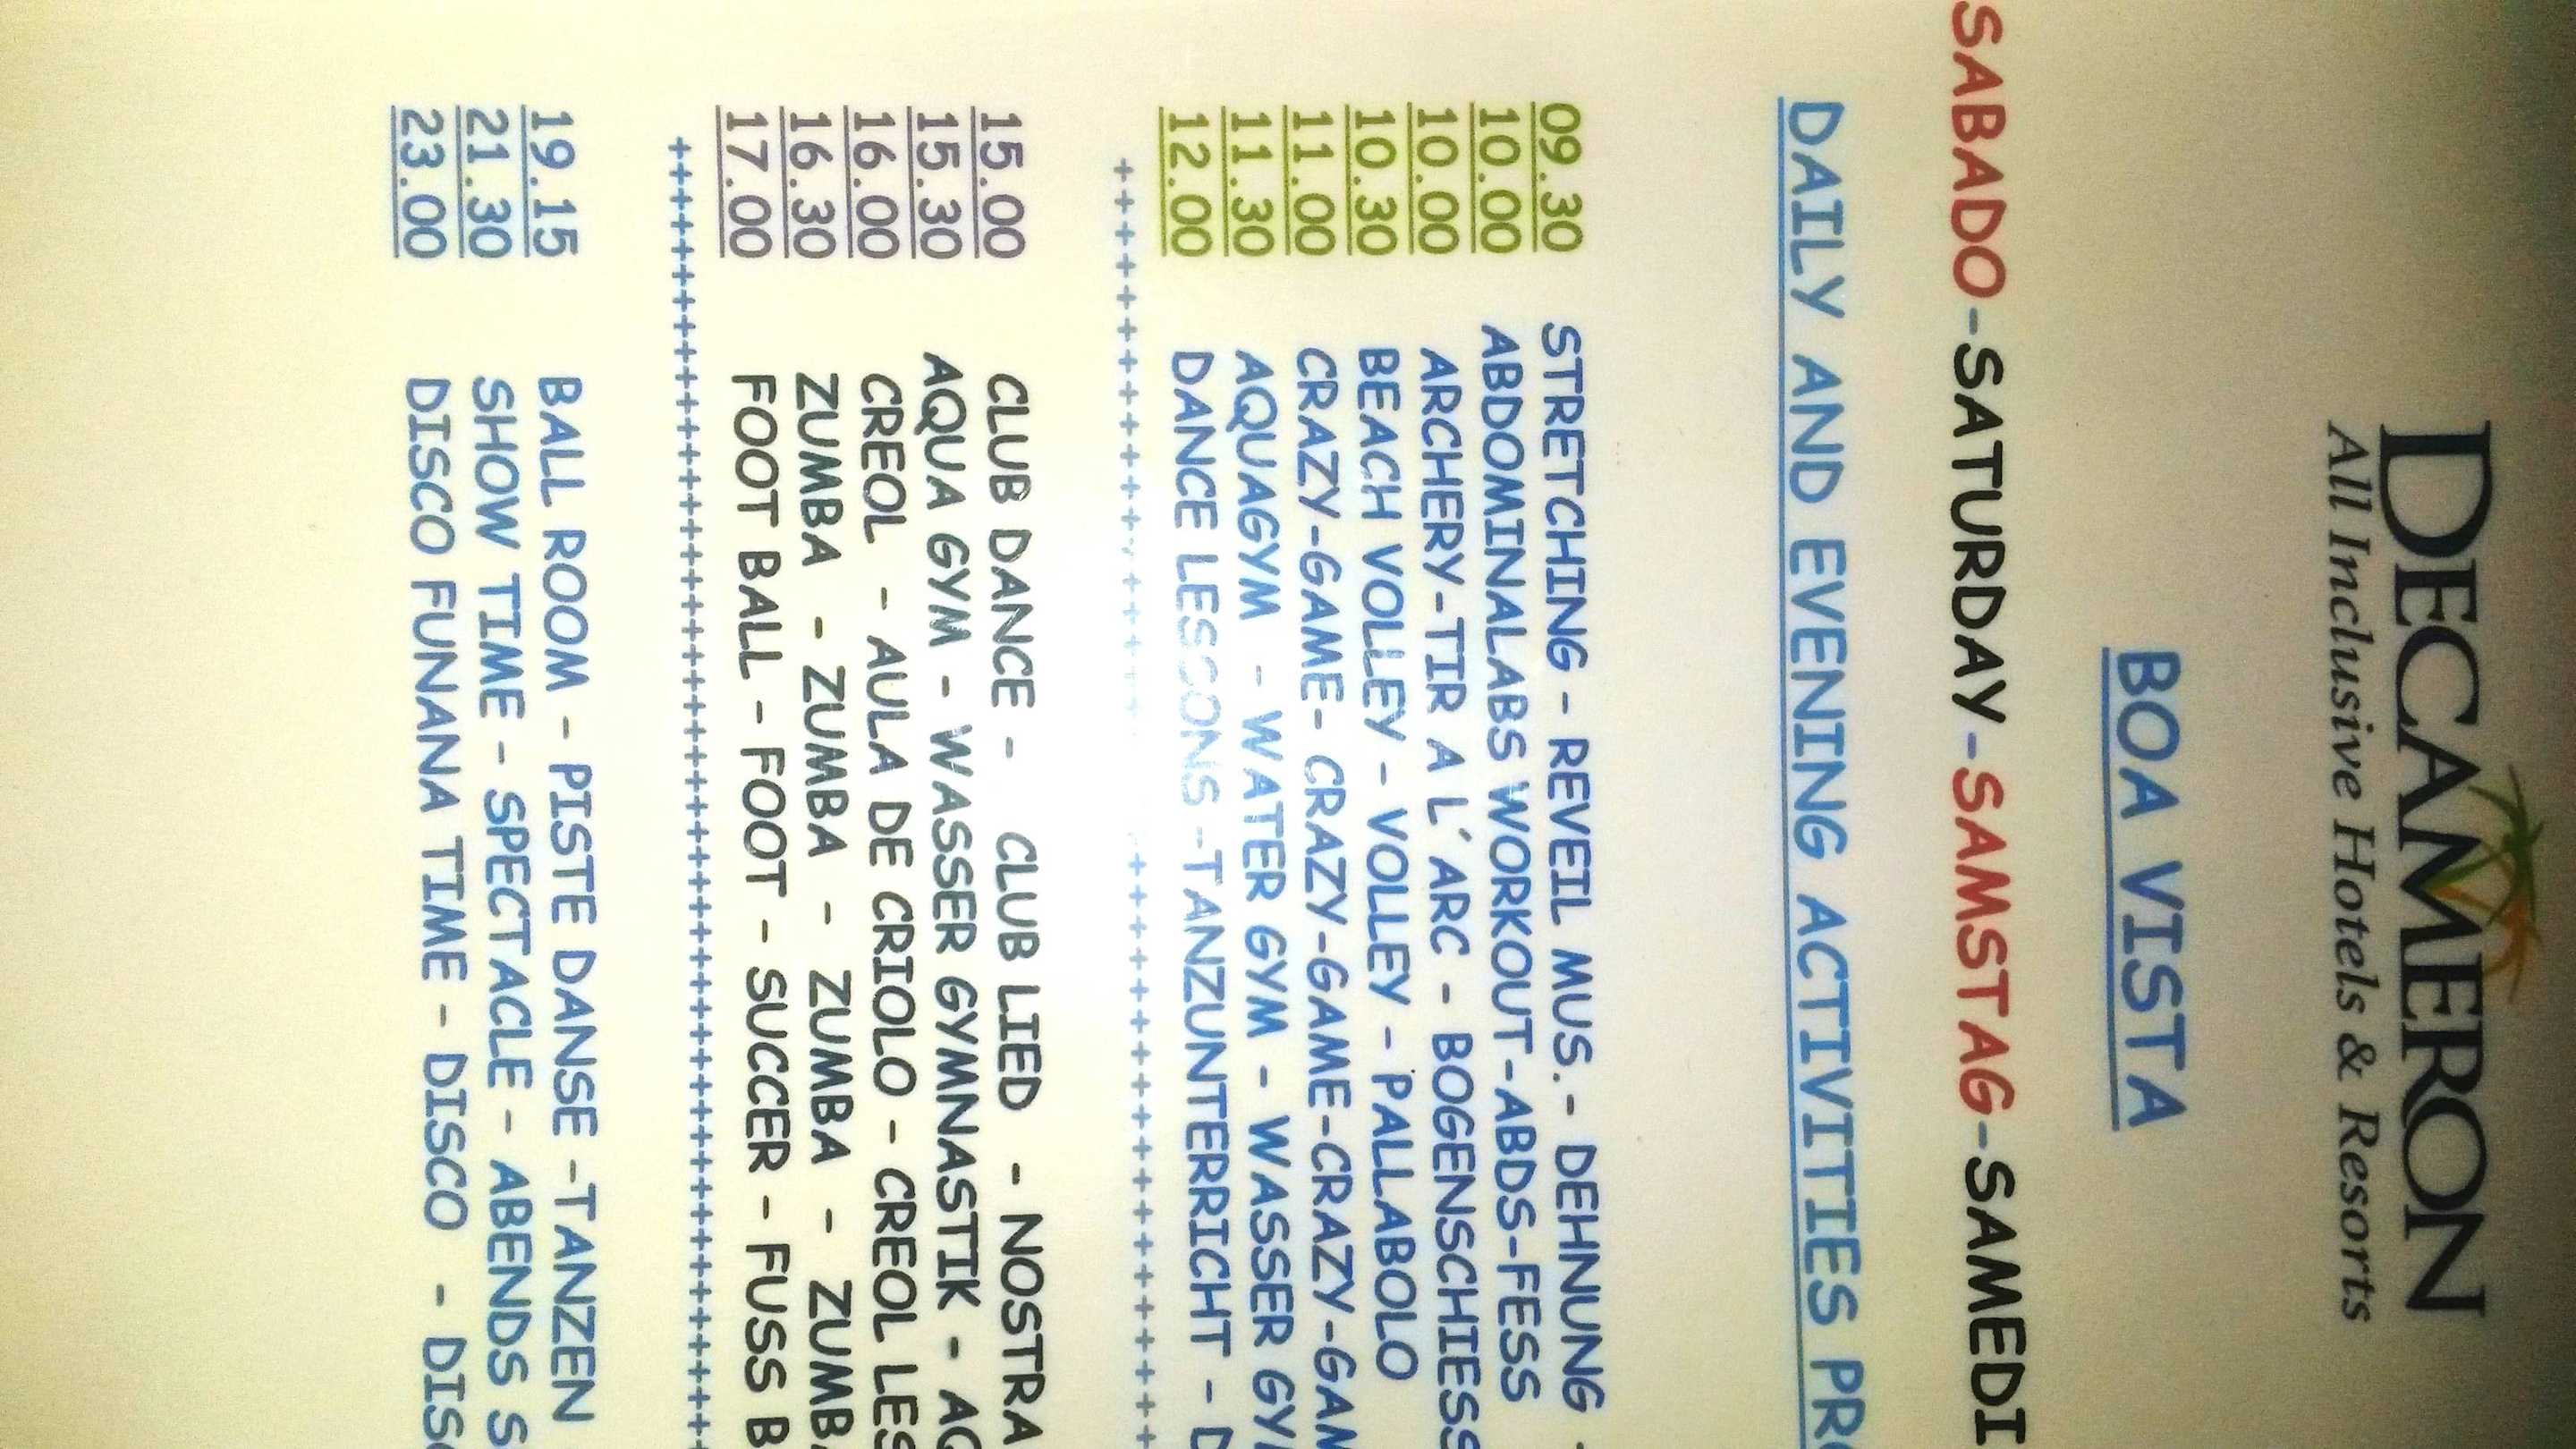 DECAMERON
All Inclusive Hotels & Resorts
BOA VISTA
SABADO-SATURDAY-SAMSTAG-SAMEDI
DAILY AND EVENING ACTIVITIES PR
09.30 STRETCHING - REVEIL MUS.- DEHNUNG -
10.00 ABDOMINALABS WORKOUT-ABDS-FESS
10.00 ARCHERY-TIR A L´ARC - BOGENSCHIESS
10.30 BEACH VOLLEY - VOLLEY - PALLABOLO
11.00 CRAZY-GAME- CRAZY-GAME-CRAZY-GAM
11.30 AQUAGYM - WATER GYM - WASSER GY
12.00 DANCE LESSONS -TANZUNTERRICHT - D
++++++++++++++++++++++++++++++++++++++++++++++++
15.00 CLUB DANCE - CLUB LIED - NOSTRA
15.30 AQUA GYM - WASSER GYMNASTIK - AQ
16.00 CREOL - AULA DE CRIOLO - CREOL LES
16.30 ZUMBA - ZUMBA - ZUMBA - ZUMB
17.00 FOOT BALL - FOOT - SUCCER - FUSS B
++++++++++++++++++++++++++++++++++++++++++++++++
19.15 BALL ROOM - PISTE DANSE -TANZEN
21.30 SHOW TIME - SPECTACLE - ABENDS S
23.00 DISCO FUNANA TIME - DISCO - DISC